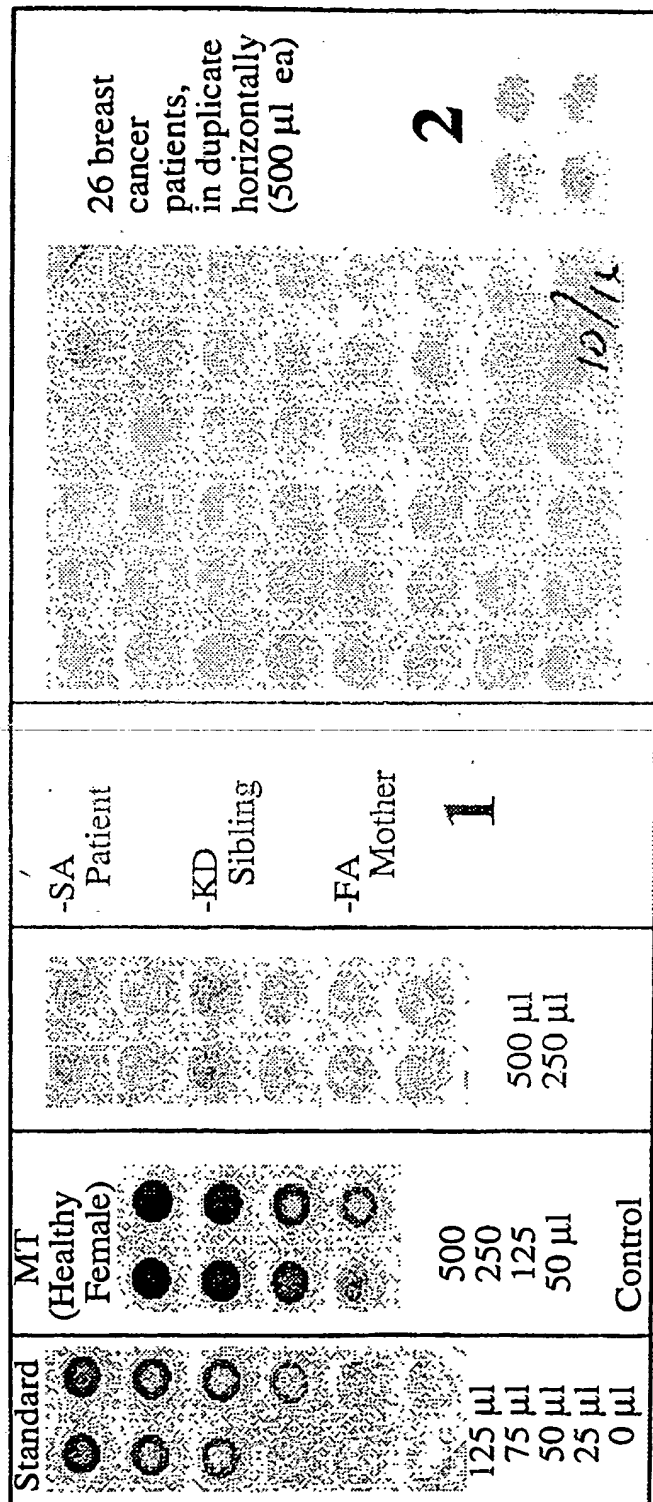 Standard
125 µl
75 µl
50 µl
25 µl
0 µl
MT
(Healthy
Female)
500
250
125
50 µl
Control
500 µl
250 µl
-SA
Patient
-KD
Sibling
-FA
Mother
1
26 breast
cancer
patients,
in duplicate
horizontally
(500 µl ea)
2